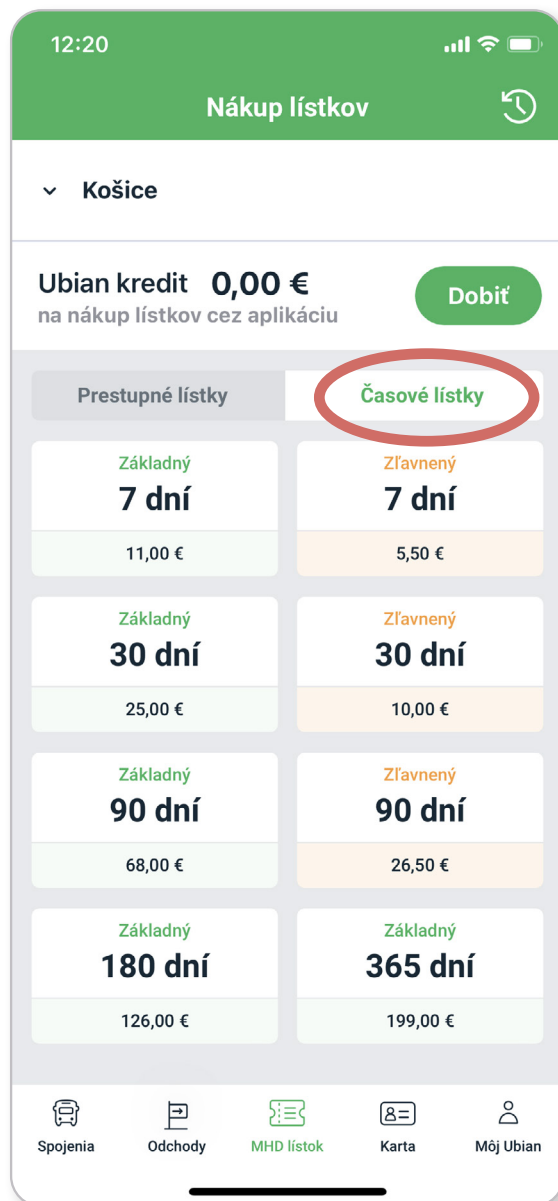 12:20
Nákup lístkov
Košice
Ubian kredit 0,00 €
na nákup lístkov cez aplikáciu
Dobiť
Prestupné lístky
Časové lístky
Základný
7 dní
11,00 €
Zľavnený
7 dní
5,50 €
Základný
30 dní
25,00 €
Zľavnený
30 dní
10,00 €
Základný
90 dní
68,00 €
Zľavnený
90 dní
26,50 €
Základný
180 dní
126,00 €
Základný
365 dní
199,00 €
Spojenia
Odchody
MHD lístok
Karta
Môj Ubian